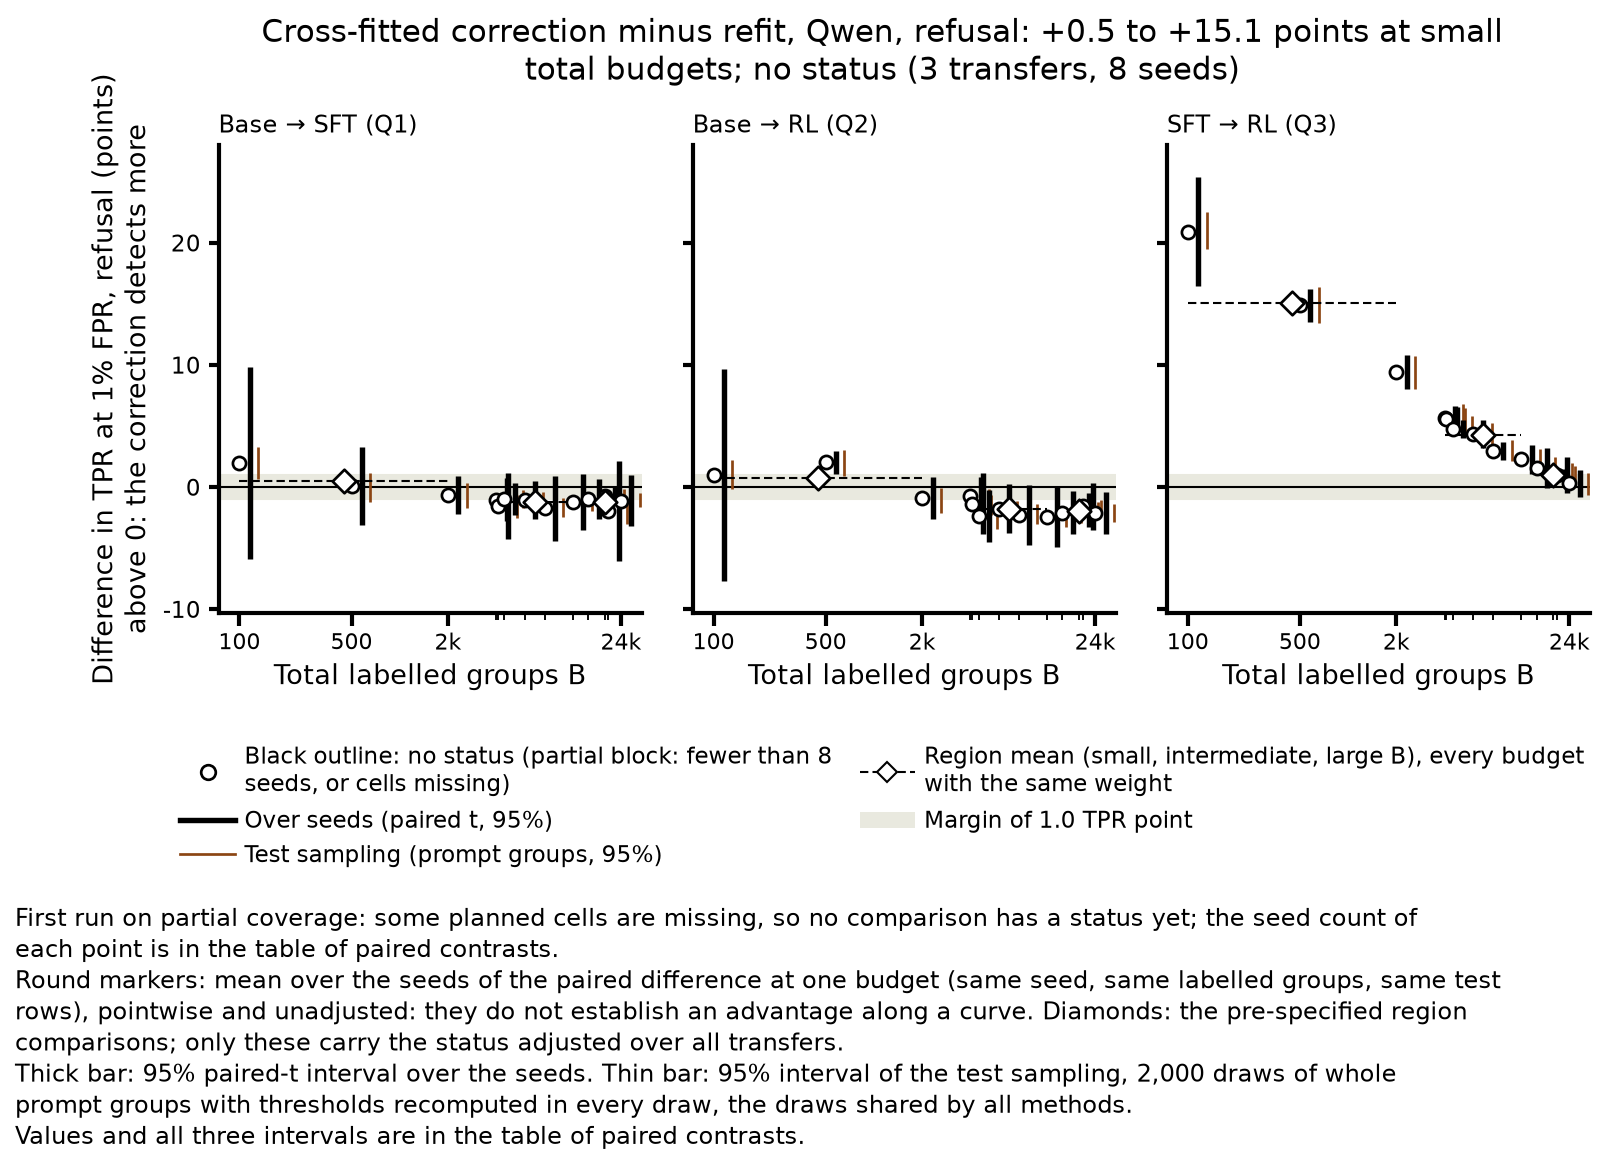 Cross-fitted correction minus refit, Qwen, refusal: +0.5 to +15.1 points at small
total budgets; no status (3 transfers, 8 seeds)
Difference in TPR at 1% FPR, refusal (points)
above 0: the correction detects more
Base → SFT (Q1)
Base → RL (Q2)
SFT → RL (Q3)
20
10
0
-10
100 500 2k 24k
100 500 2k 24k
100 500 2k 24k
Total labelled groups B
Total labelled groups B
Total labelled groups B
Black outline: no status (partial block: fewer than 8
seeds, or cells missing)
Over seeds (paired t, 95%)
Test sampling (prompt groups, 95%)
Region mean (small, intermediate, large B), every budget
with the same weight
Margin of 1.0 TPR point
First run on partial coverage: some planned cells are missing, so no comparison has a status yet; the seed count of
each point is in the table of paired contrasts.
Round markers: mean over the seeds of the paired difference at one budget (same seed, same labelled groups, same test
rows), pointwise and unadjusted: they do not establish an advantage along a curve. Diamonds: the pre-specified region
comparisons; only these carry the status adjusted over all transfers.
Thick bar: 95% paired-t interval over the seeds. Thin bar: 95% interval of the test sampling, 2,000 draws of whole
prompt groups with thresholds recomputed in every draw, the draws shared by all methods.
Values and all three intervals are in the table of paired contrasts.